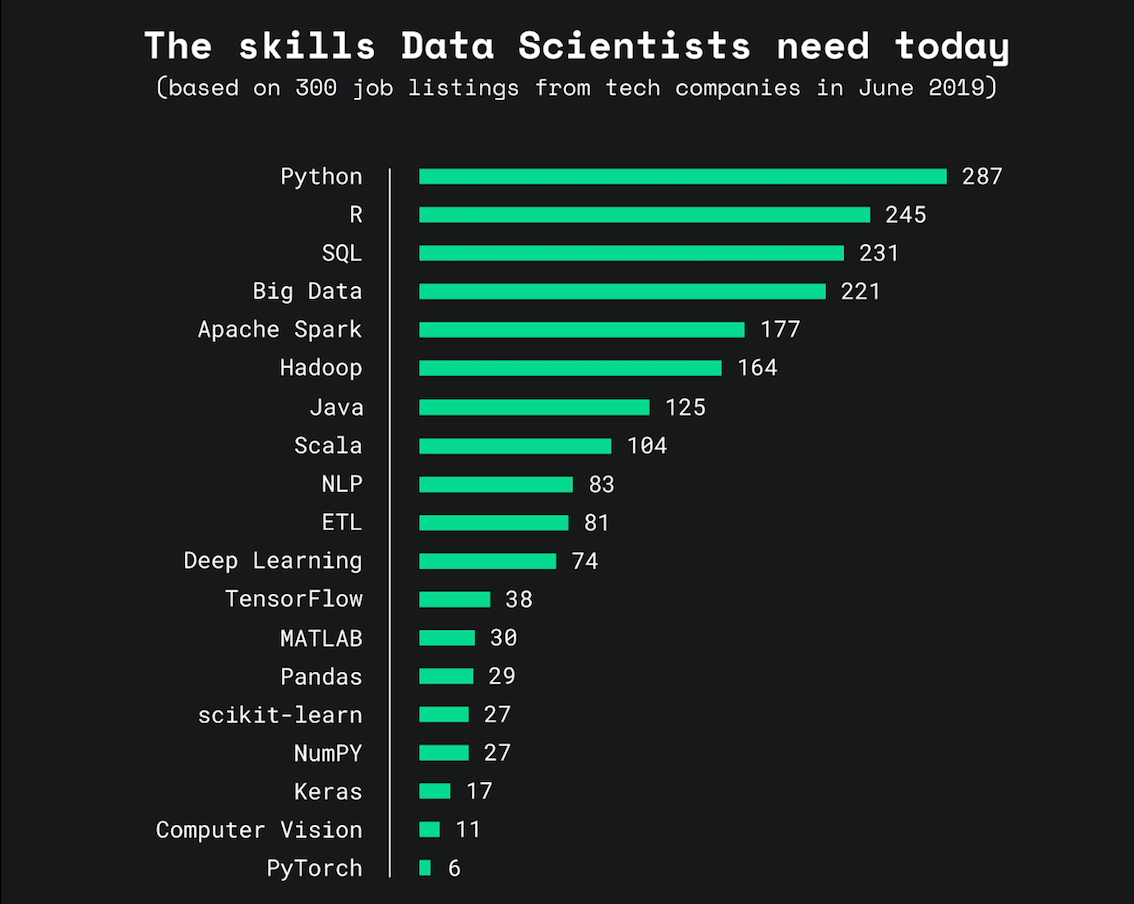 The skills Data Scientists need today
(based on 300 job listings from tech companies in June 2019)
Python 287
R 245
SQL 231
Big Data 221
Apache Spark 177
Hadoop 164
Java 125
Scala 104
NLP 83
ETL 81
Deep Learning 74
TensorFlow 38
MATLAB 30
Pandas 29
scikit-learn 27
NumPY 27
Keras 17
Computer Vision 11
PyTorch 6